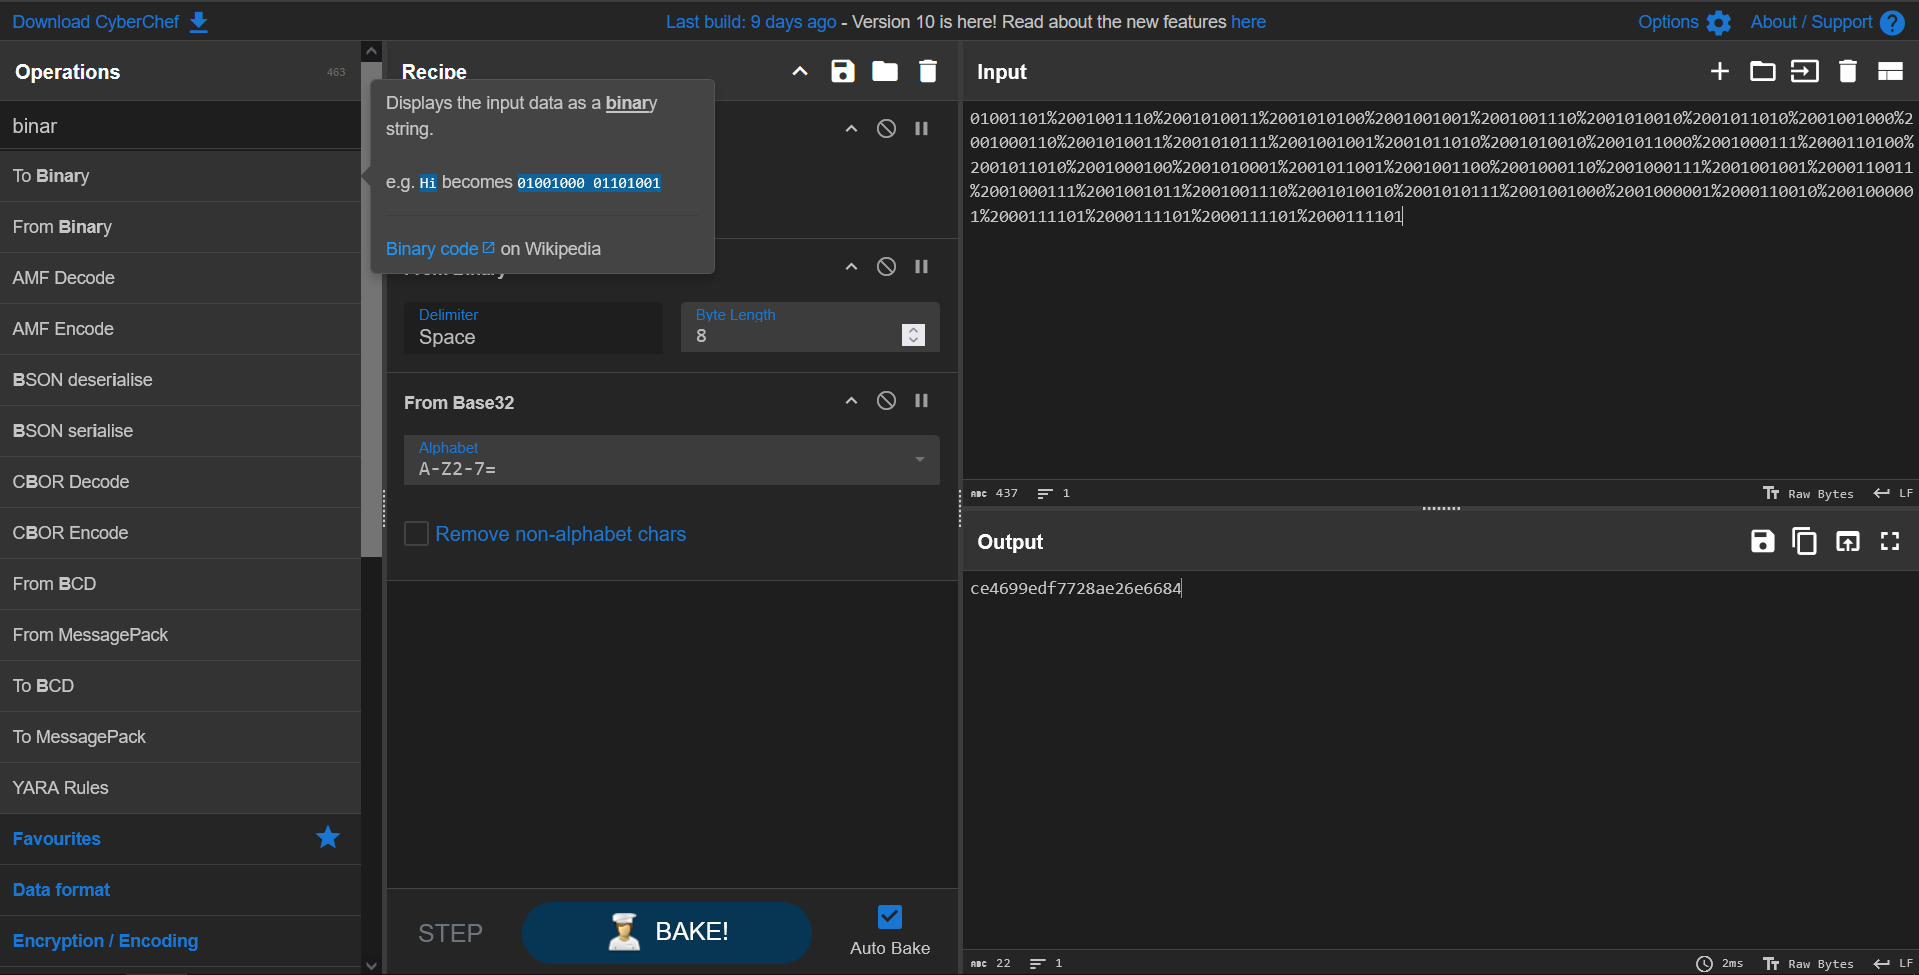 Download CyberChef
Last build: 9 days ago - Version 10 is here! Read about the new features here
Options
About / Support
Operations
463
binar
To Binary
From Binary
AMF Decode
AMF Encode
BSON deserialise
BSON serialise
CBOR Decode
CBOR Encode
From BCD
From MessagePack
To BCD
To MessagePack
YARA Rules
Favourites
Data format
Encryption / Encoding
Recipe
Displays the input data as a binary
string.
e.g. Hi becomes 01001000 01101001
Binary code on Wikipedia
Delimiter
Space
Byte Length
8
From Base32
Alphabet
A-Z2-7=
Remove non-alphabet chars
STEP
BAKE!
Auto Bake
Input
01001101%2001001110%2001010011%2001010100%2001001001%2001001110%2001010010%2001011010%2001001000%2
001000110%2001010011%2001010111%2001001001%2001011010%2001010010%2001011000%2001000111%2000110100%
2001011010%2001000100%2001010001%2001011001%2001001100%2001000110%2001000111%2001001001%2000110011
%2001000111%2001001011%2001001110%2001010010%2001010111%2001001000%2001000001%2000110010%200100000
1%2000111101%2000111101%2000111101%2000111101
ABC 437 1
Raw Bytes LF
Output
ce4699edf7728ae26e6684
ABC 22 1
2ms Raw Bytes LF